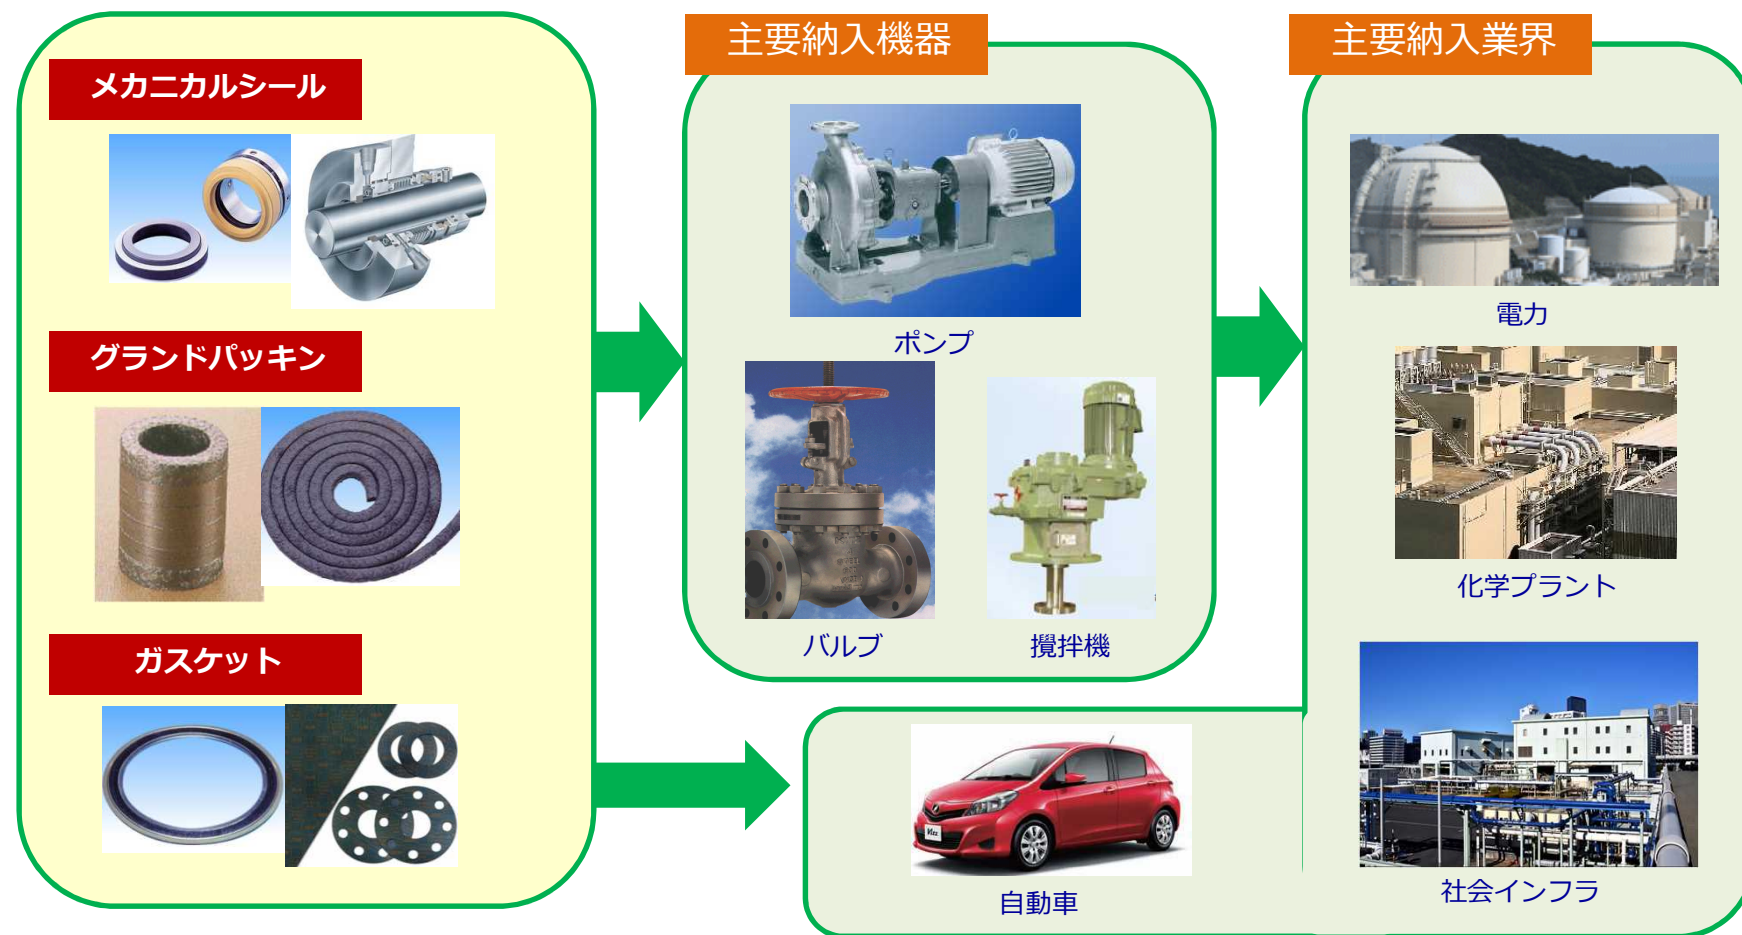 メカニカルシール
グランドパッキン
ガスケット
主要納入機器
ポンプ
バルブ
攪拌機
自動車
主要納入業界
電力
化学プラント
社会インフラ